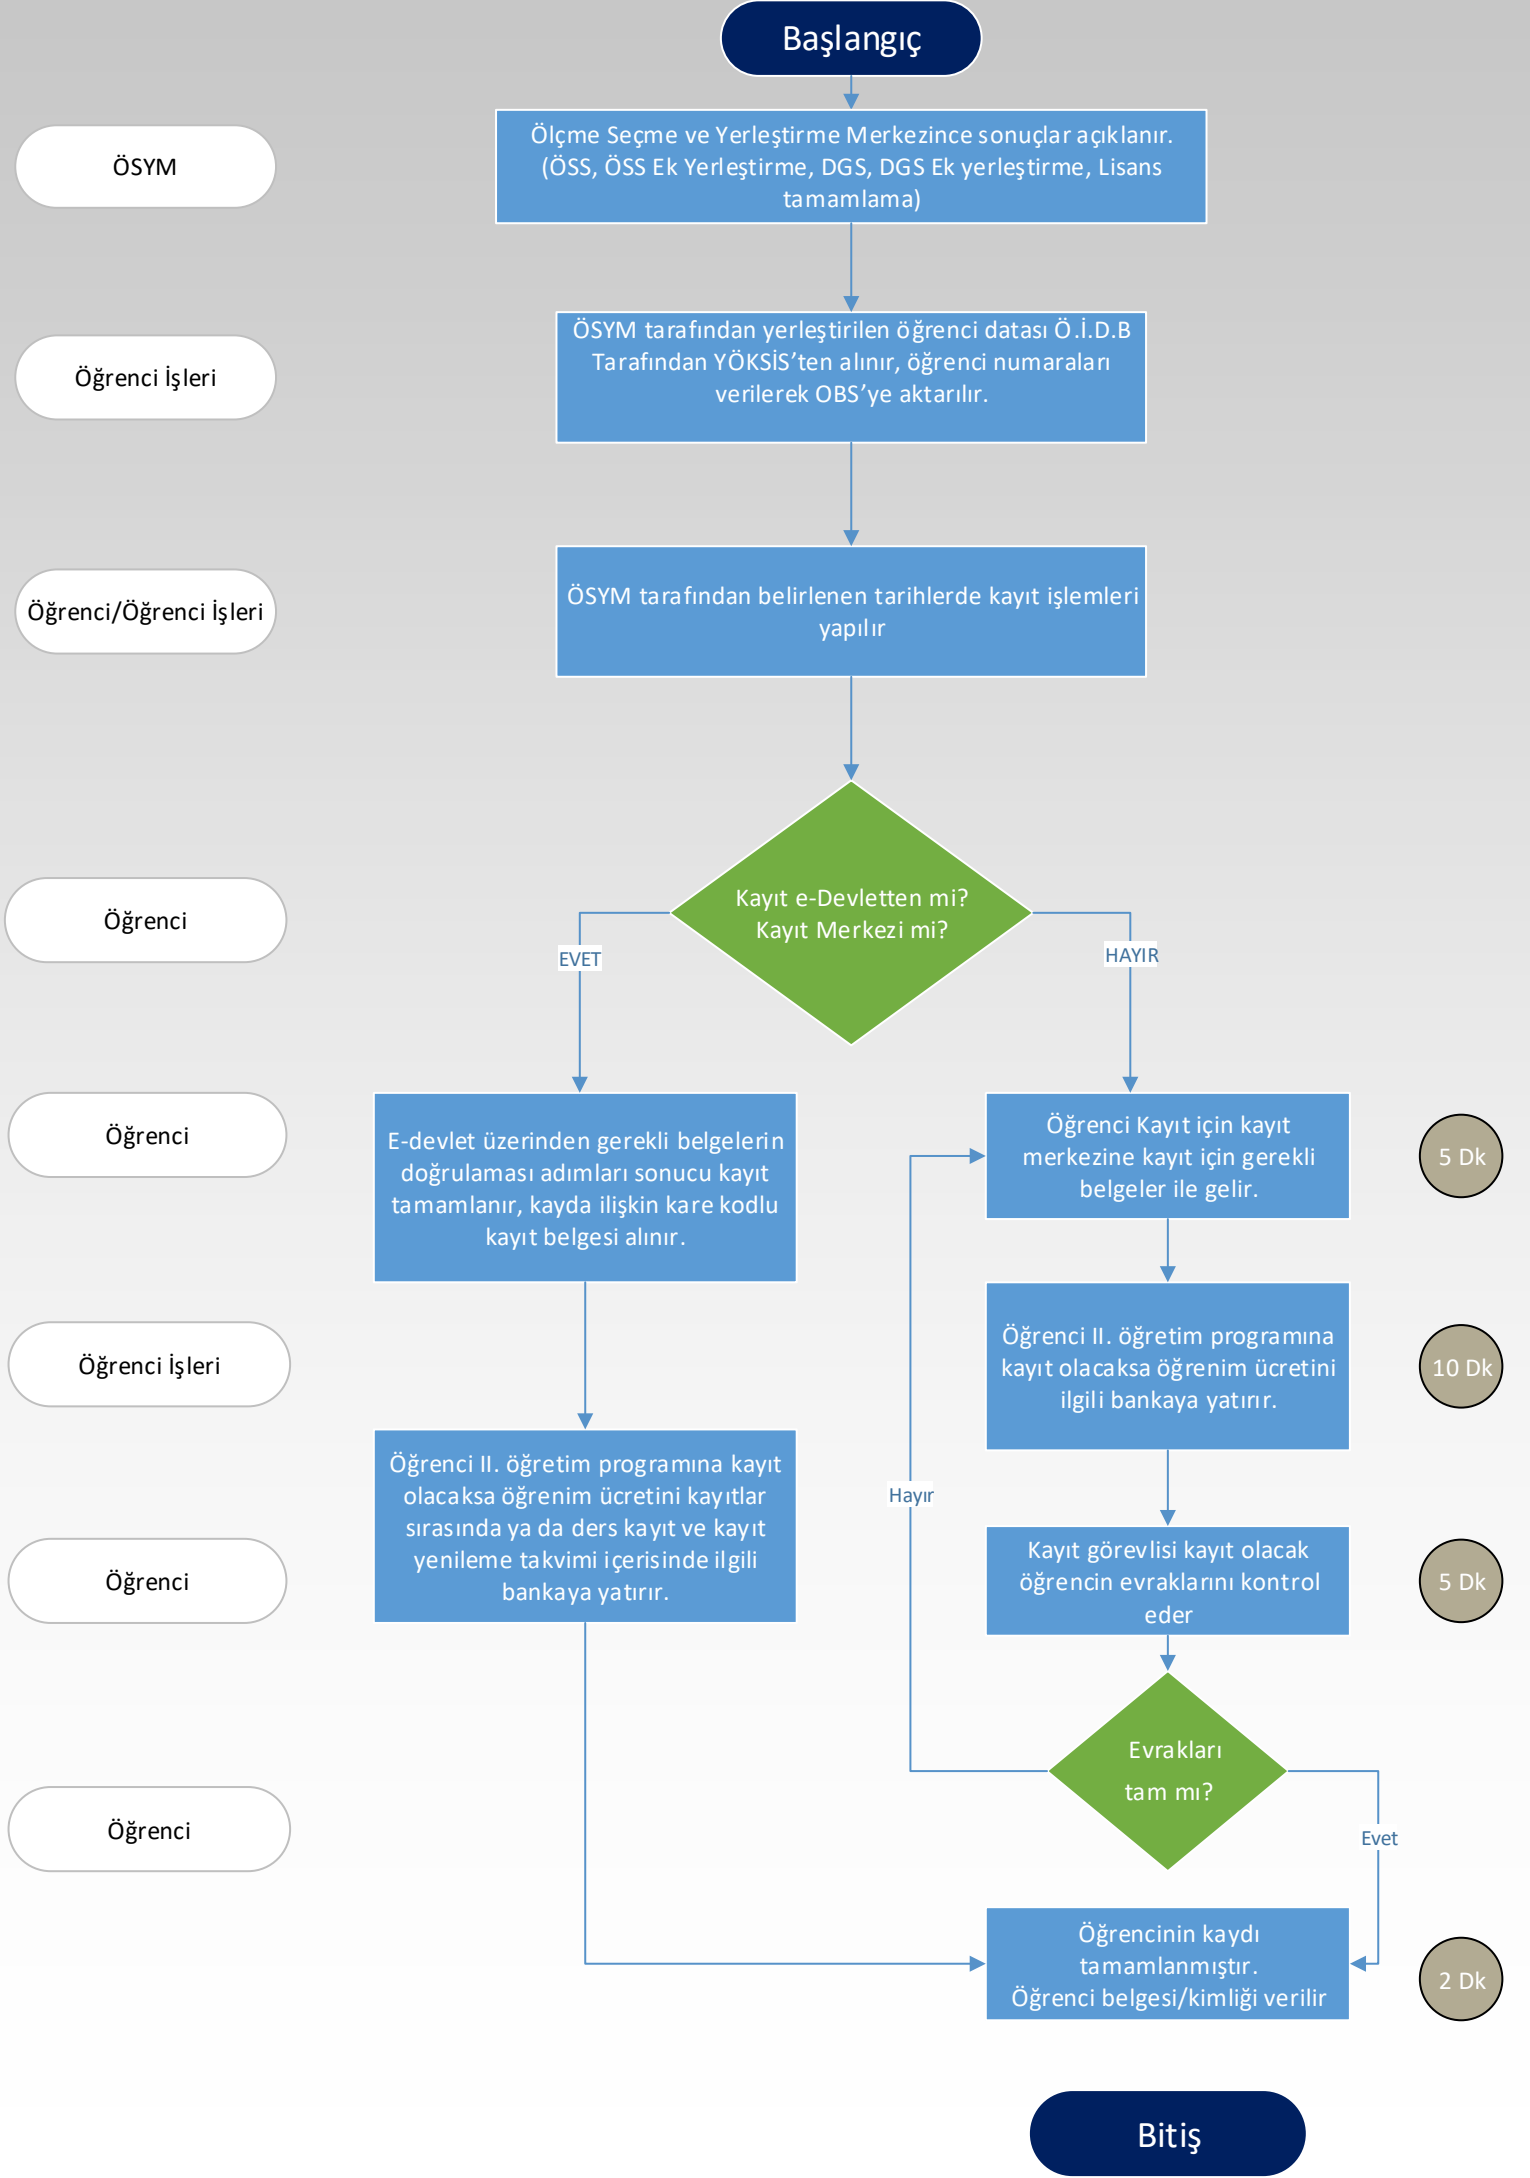 Başlangıç
ÖSYM
Ölçme Seçme ve Yerleştirme Merkezince sonuçlar açıklanır.
(ÖSS, ÖSS Ek Yerleştirme, DGS, DGS Ek yerleştirme, Lisans
tamamlama)
Öğrenci İşleri
ÖSYM tarafından yerleştirilen öğrenci datası Ö.İ.D.B
Tarafından YÖKSİS’ten alınır, öğrenci numaraları
verilerek OBS’ye aktarılır.
Öğrenci/Öğrenci İşleri
ÖSYM tarafından belirlenen tarihlerde kayıt işlemleri
yapılır
Öğrenci
Kayıt e-Devletten mi?
Kayıt Merkezi mi?
EVET
HAYIR
Öğrenci
E-devlet üzerinden gerekli belgelerin
doğrulaması adımları sonucu kayıt
tamamlanır, kayda ilişkin kare kodlu
kayıt belgesi alınır.
Öğrenci Kayıt için kayıt
merkezine kayıt için gerekli
belgeler ile gelir.
5 Dk
Öğrenci İşleri
Öğrenci II. öğretim programına
kayıt olacaksa öğrenim ücretini
ilgili bankaya yatırır.
10 Dk
Öğrenci II. öğretim programına kayıt
olacaksa öğrenim ücretini kayıtlar
sırasında ya da ders kayıt ve kayıt
yenileme takvimi içerisinde ilgili
bankaya yatırır.
Hayır
Öğrenci
Kayıt görevlisi kayıt olacak
öğrencin evraklarını kontrol
eder
5 Dk
Öğrenci
Evrakları
tam mı?
Evet
Öğrencinin kaydı
tamamlanmıştır.
Öğrenci belgesi/kimliği verilir
2 Dk
Bitiş